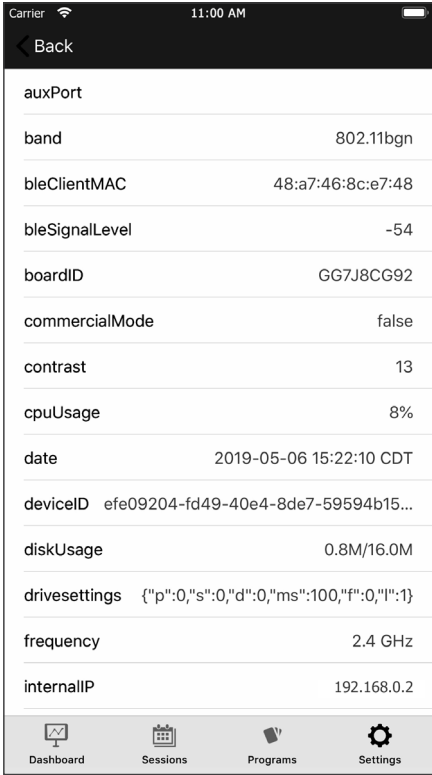 Carrier 11:00 AM
Back
auxPort
band 802.11bgn
bleClientMAC 48:a7:46:8c:e7:48
bleSignalLevel -54
boardID GG7J8CG92
commercialMode false
contrast 13
cpuUsage 8%
date 2019-05-06 15:22:10 CDT
deviceID efe09204-fd49-40e4-8de7-59594b15...
diskUsage 0.8M/16.0M
drivesettings {"p":0,"s":0,"d":0,"ms":100,"f":0,"l":1}
frequency 2.4 GHz
internalIP 192.168.0.2
Dashboard Sessions Programs Settings